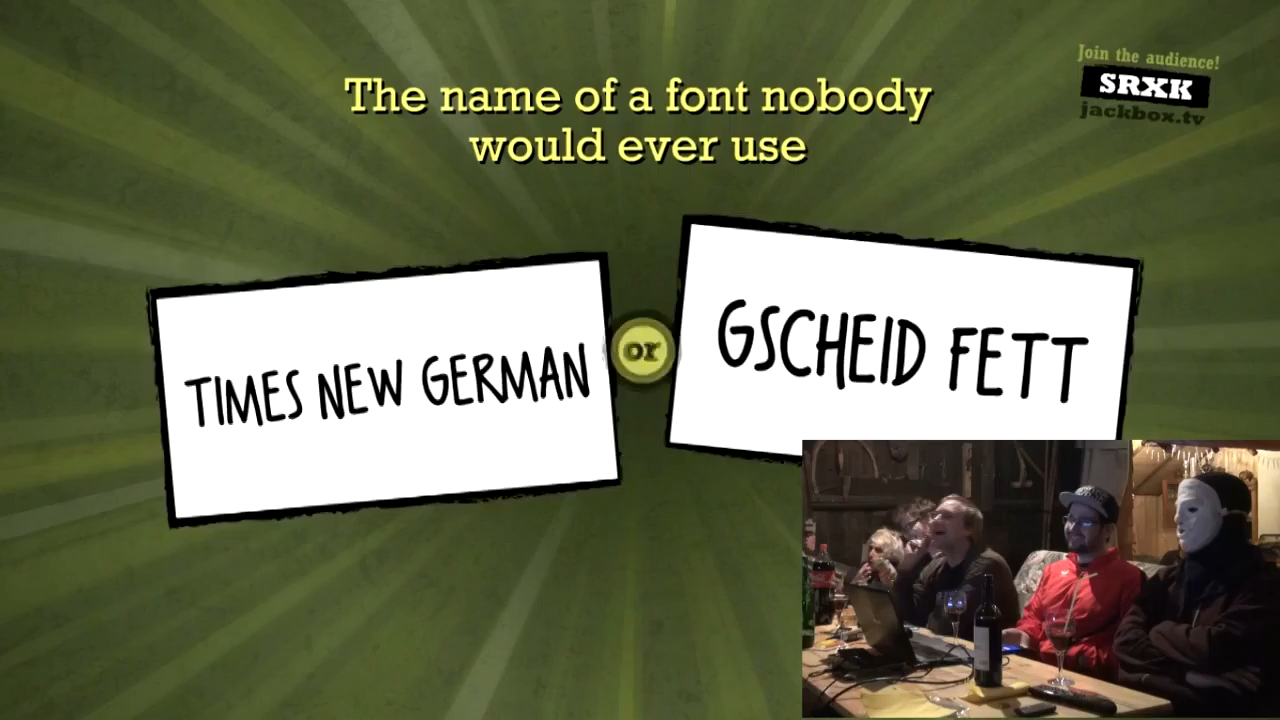 The name of a font nobody
would ever use
Join the audience!
SRXK
jackbox.tv
TIMES NEW GERMAN
or
GSCHEID FETT